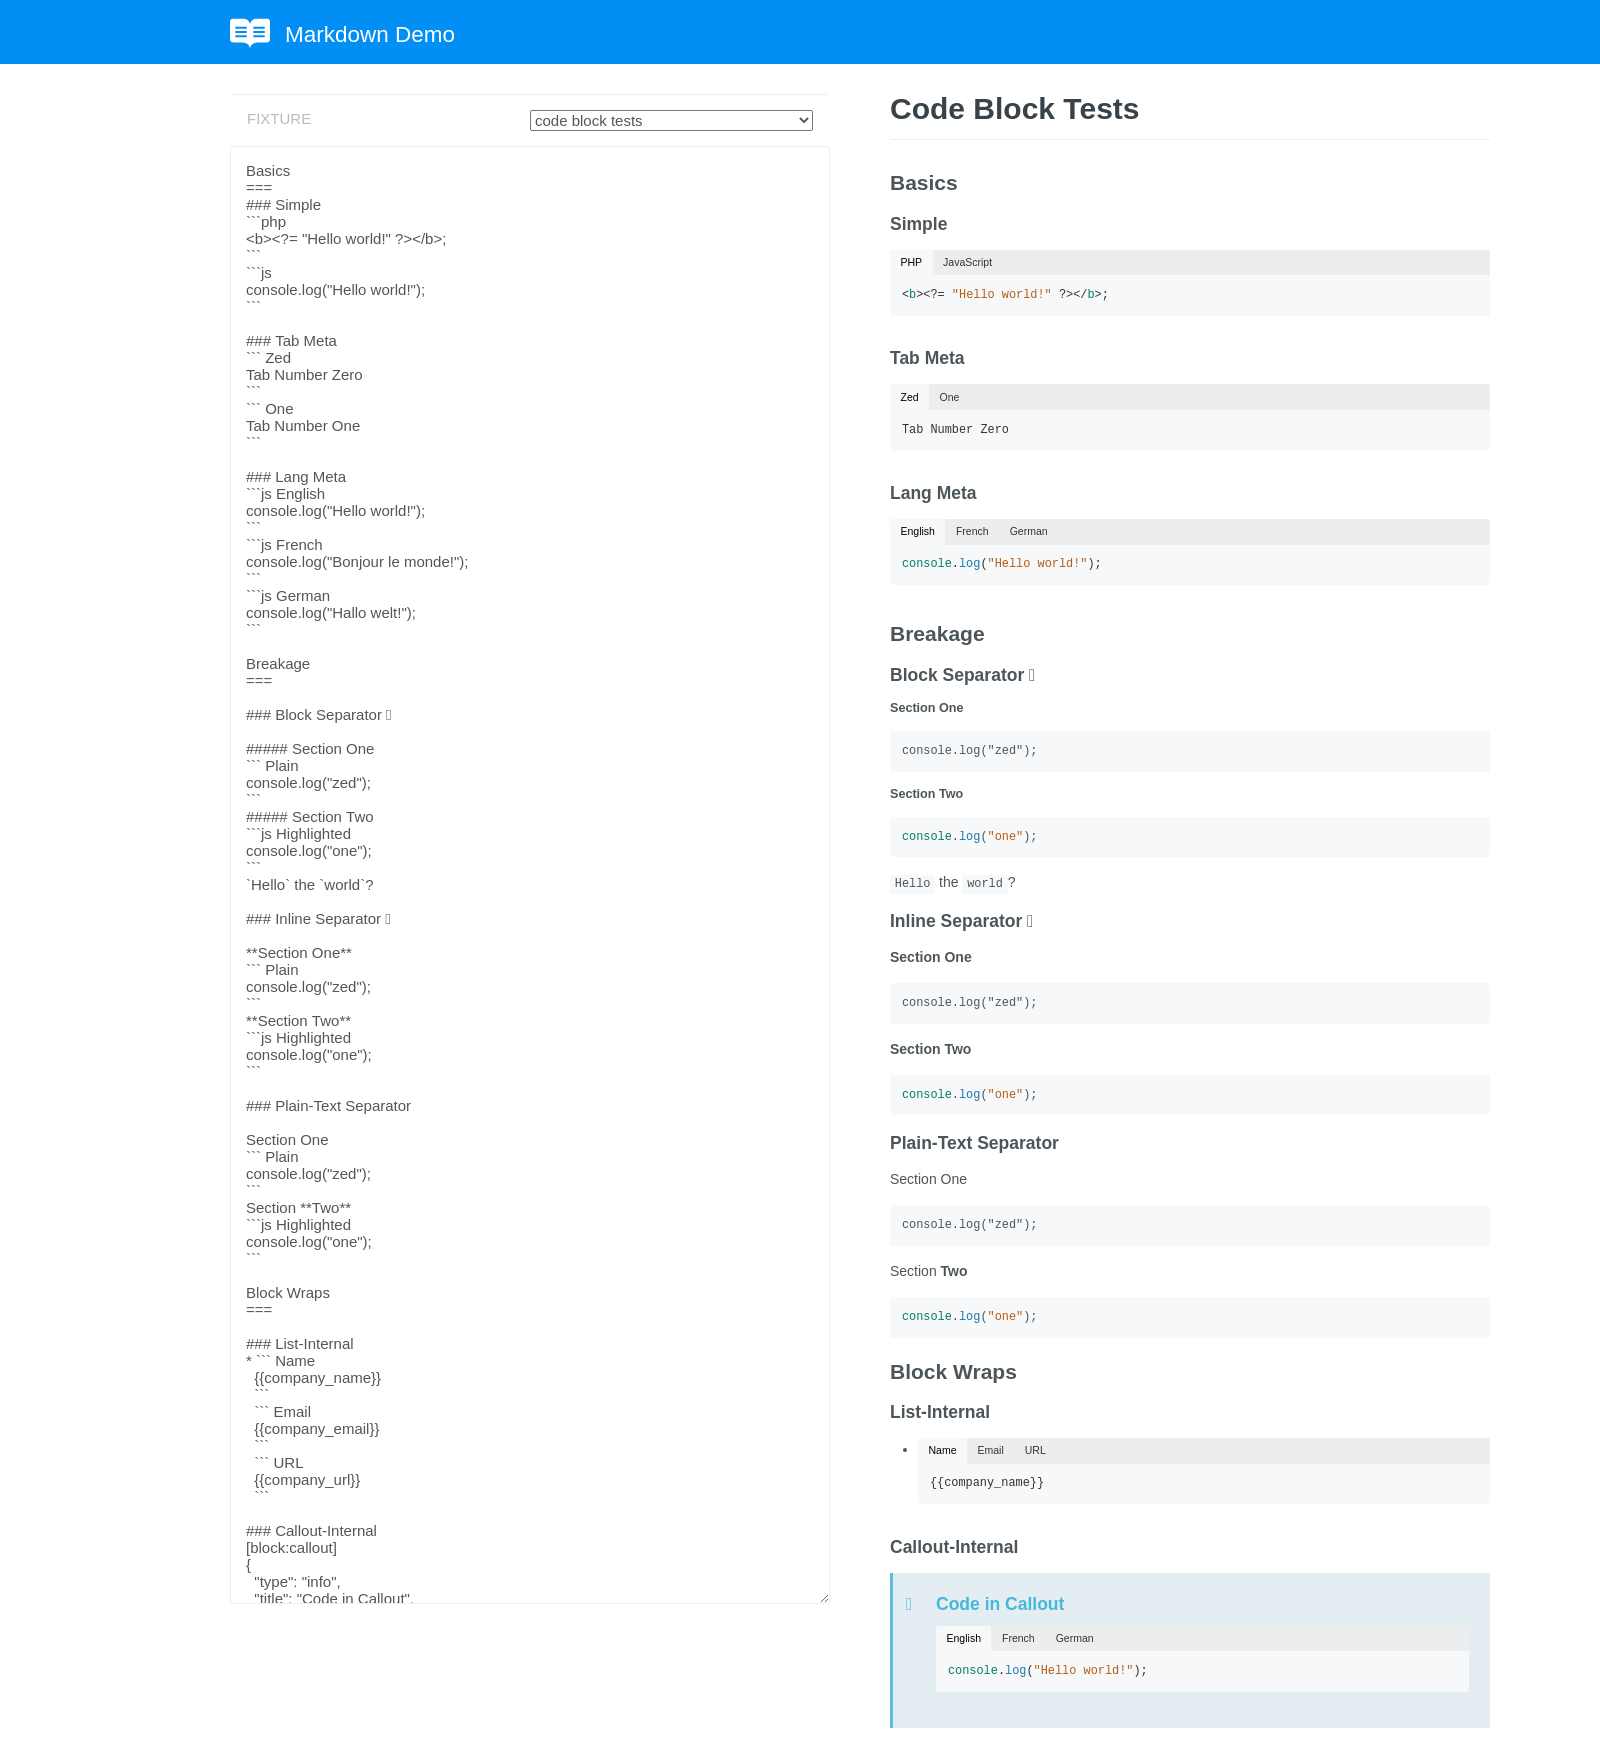 Markdown Demo
FIXTURE
code block tests
Basics
===
### Simple
```php
<b><?= "Hello world!" ?></b>;
```
```js
console.log("Hello world!");
```

### Tab Meta
``` Zed
Tab Number Zero
```
``` One
Tab Number One
```

### Lang Meta
```js English
console.log("Hello world!");
```
```js French
console.log("Bonjour le monde!");
```
```js German
console.log("Hallo welt!");
```

Breakage
===

### Block Separator

##### Section One
``` Plain
console.log("zed");
```
##### Section Two
```js Highlighted
console.log("one");
```
`Hello` the `world`?

### Inline Separator

**Section One**
``` Plain
console.log("zed");
```
**Section Two**
```js Highlighted
console.log("one");
```

### Plain-Text Separator

Section One
``` Plain
console.log("zed");
```
Section **Two**
```js Highlighted
console.log("one");
```

Block Wraps
===

### List-Internal
* ``` Name
  {{company_name}}
  ```
  ``` Email
  {{company_email}}
  ```
  ``` URL
  {{company_url}}
  ```

### Callout-Internal
[block:callout]
{
  "type": "info",
  "title": "Code in Callout",
Code Block Tests
Basics
Simple
PHP JavaScript
<b><?= "Hello world!" ?></b>;
Tab Meta
Zed One
Tab Number Zero
Lang Meta
English French German
console.log("Hello world!");
Breakage
Block Separator
Section One
console.log("zed");
Section Two
console.log("one");
Hello the world ?
Inline Separator
Section One
console.log("zed");
Section Two
console.log("one");
Plain-Text Separator
Section One
console.log("zed");
Section Two
console.log("one");
Block Wraps
List-Internal
• Name Email URL
{{company_name}}
Callout-Internal
Code in Callout
English French German
console.log("Hello world!");